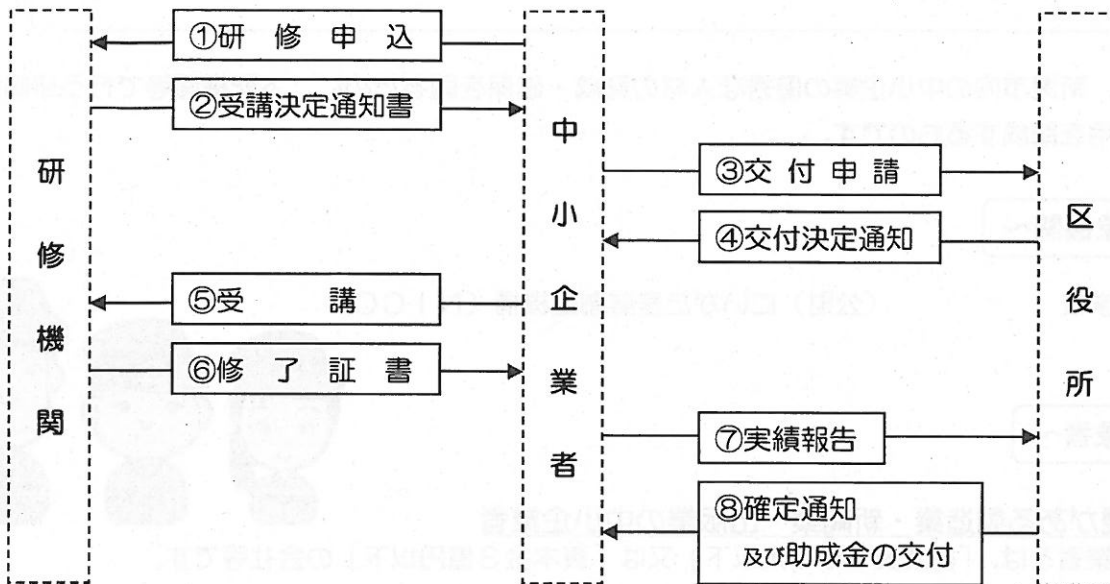 ①研修申込
②受講決定通知書
研修機関
中小企業者
区役所
③交付申請
④交付決定通知
⑤受講
⑥修了証書
⑦実績報告
⑧確定通知
及び助成金の交付